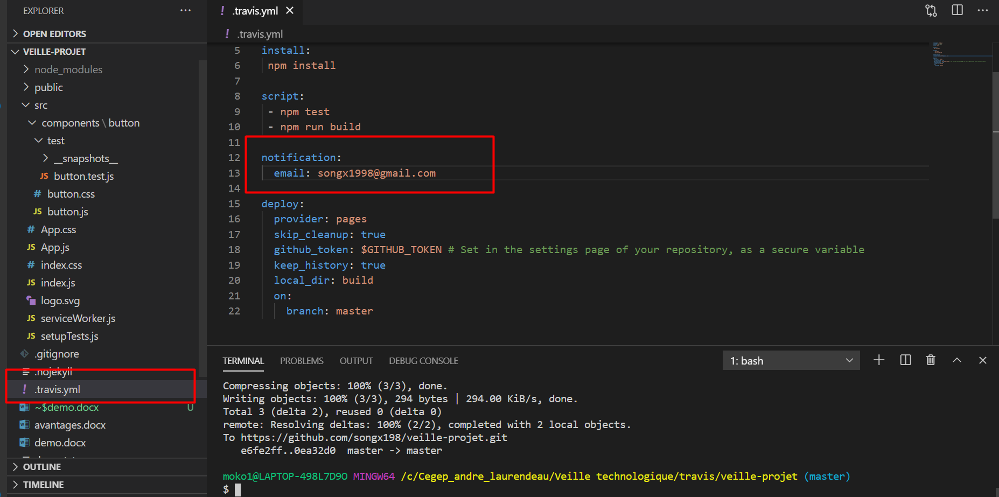 EXPLORER
OPEN EDITORS
VEILLE-PROJET
node_modules
public
src
components \ button
test
__snapshots__
JS button.test.js
# button.css
JS button.js
# App.css
JS App.js
# index.css
JS index.js
logo.svg
JS serviceWorker.js
JS setupTests.js
.gitignore
.nojekyll
! .travis.yml
~$demo.docx U
avantages.docx
demo.docx
OUTLINE
TIMELINE
! .travis.yml
! .travis.yml
5 install:
6 npm install
7
8 script:
9 - npm test
10 - npm run build
11
12 notification:
13 email: songx1998@gmail.com
14
15 deploy:
16 provider: pages
17 skip_cleanup: true
18 github_token: $GITHUB_TOKEN # Set in the settings page of your repository, as a secure variable
19 keep_history: true
20 local_dir: build
21 on:
22 branch: master
TERMINAL PROBLEMS OUTPUT DEBUG CONSOLE 1: bash
Compressing objects: 100% (3/3), done.
Writing objects: 100% (3/3), 294 bytes | 294.00 KiB/s, done.
Total 3 (delta 2), reused 0 (delta 0)
remote: Resolving deltas: 100% (2/2), completed with 2 local objects.
To https://github.com/songx198/veille-projet.git
e6fe2ff..0ea32d0 master -> master
moko1@LAPTOP-498L7D9O MINGW64 /c/Cegep_andre_laurendeau/Veille technologique/travis/veille-projet (master)
$